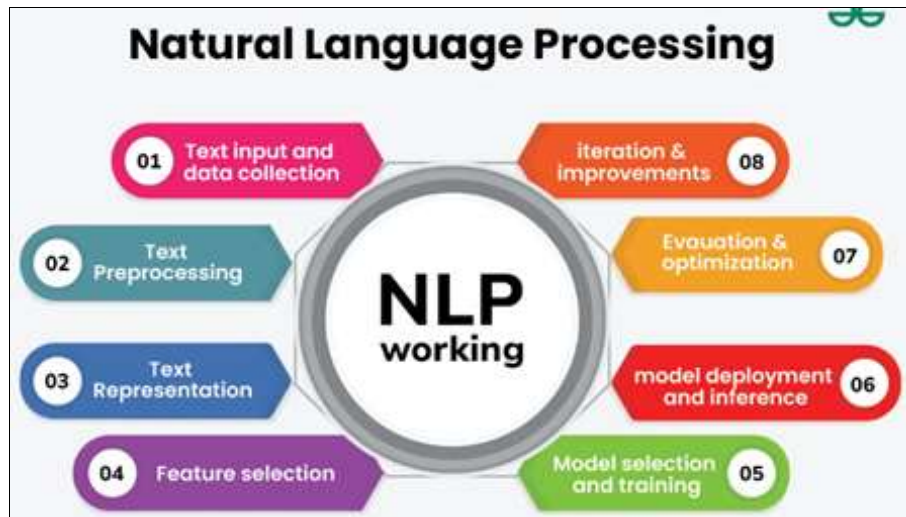 Natural Language Processing
01
Text input and
data collection
02
Text
Preprocessing
03
Text
Representation
04
Feature selection
NLP
working
iteration &
improvements
08
Evauation &
optimization
07
model deployment
and inference
06
Model selection
and training
05